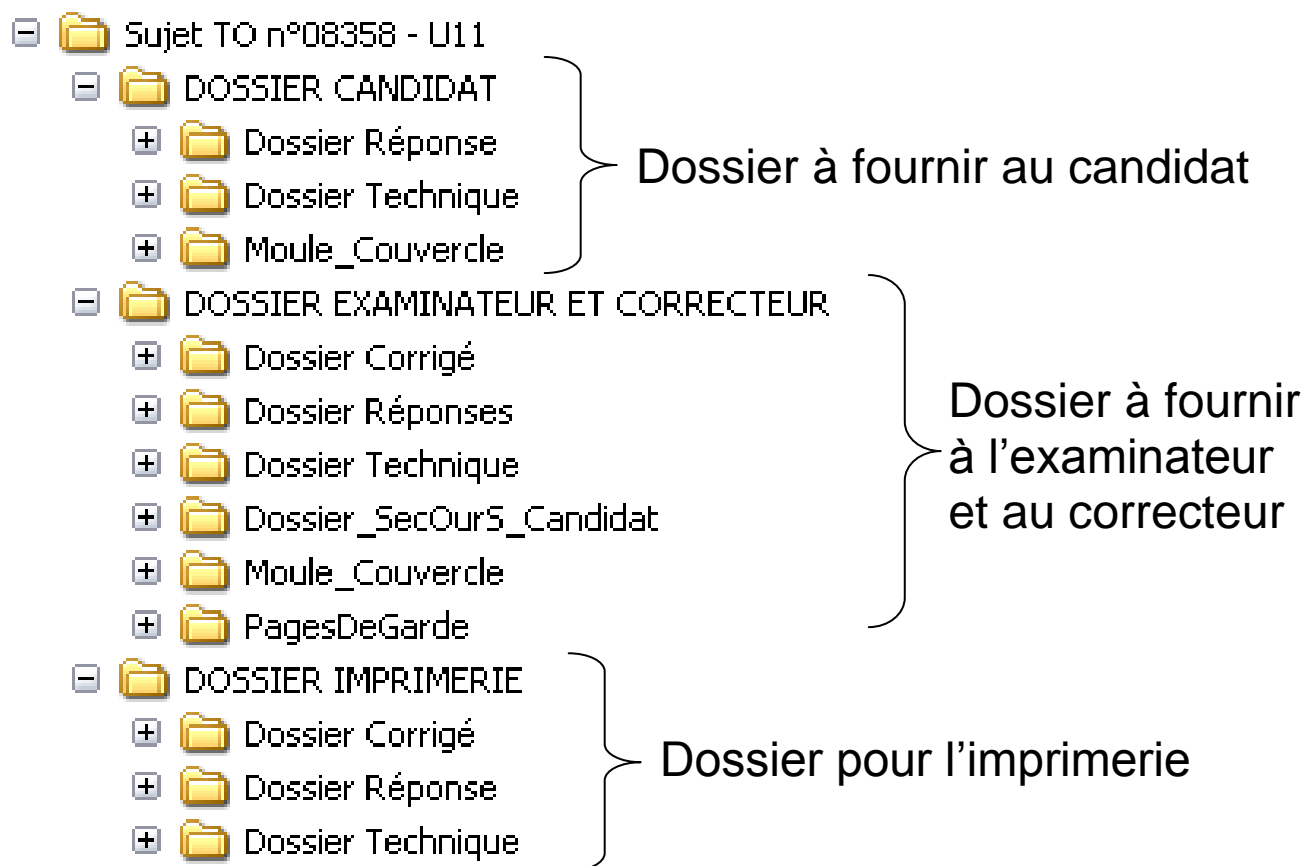 Sujet TO n°08358 - U11
DOSSIER CANDIDAT
Dossier Réponse
Dossier Technique
Moule_Couvercle
Dossier à fournir au candidat
DOSSIER EXAMINATEUR ET CORRECTEUR
Dossier Corrigé
Dossier Réponses
Dossier Technique
Dossier_SecOurS_Candidat
Moule_Couvercle
PagesDeGarde
Dossier à fournir
à l’examinateur
et au correcteur
DOSSIER IMPRIMERIE
Dossier Corrigé
Dossier Réponse
Dossier Technique
Dossier pour l’imprimerie